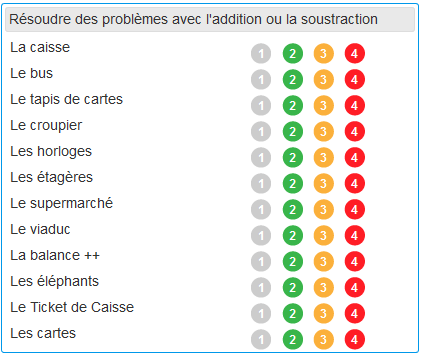 Résoudre des problèmes avec l'addition ou la soustraction
La caisse 1 2 3 4
Le bus 1 2 3 4
Le tapis de cartes 1 2 3 4
Le croupier 1 2 3 4
Les horloges 1 2 3 4
Les étagères 1 2 3 4
Le supermarché 1 2 3 4
Le viaduc 1 2 3 4
La balance ++ 1 2 3 4
Les éléphants 1 2 3 4
Le Ticket de Caisse 1 2 3 4
Les cartes 1 2 3 4